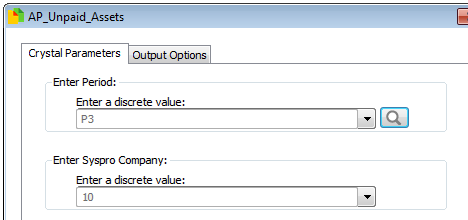 AP_Unpaid_Assets
Crystal Parameters Output Options
Enter Period:
Enter a discrete value:
P3
Enter Syspro Company:
Enter a discrete value:
10